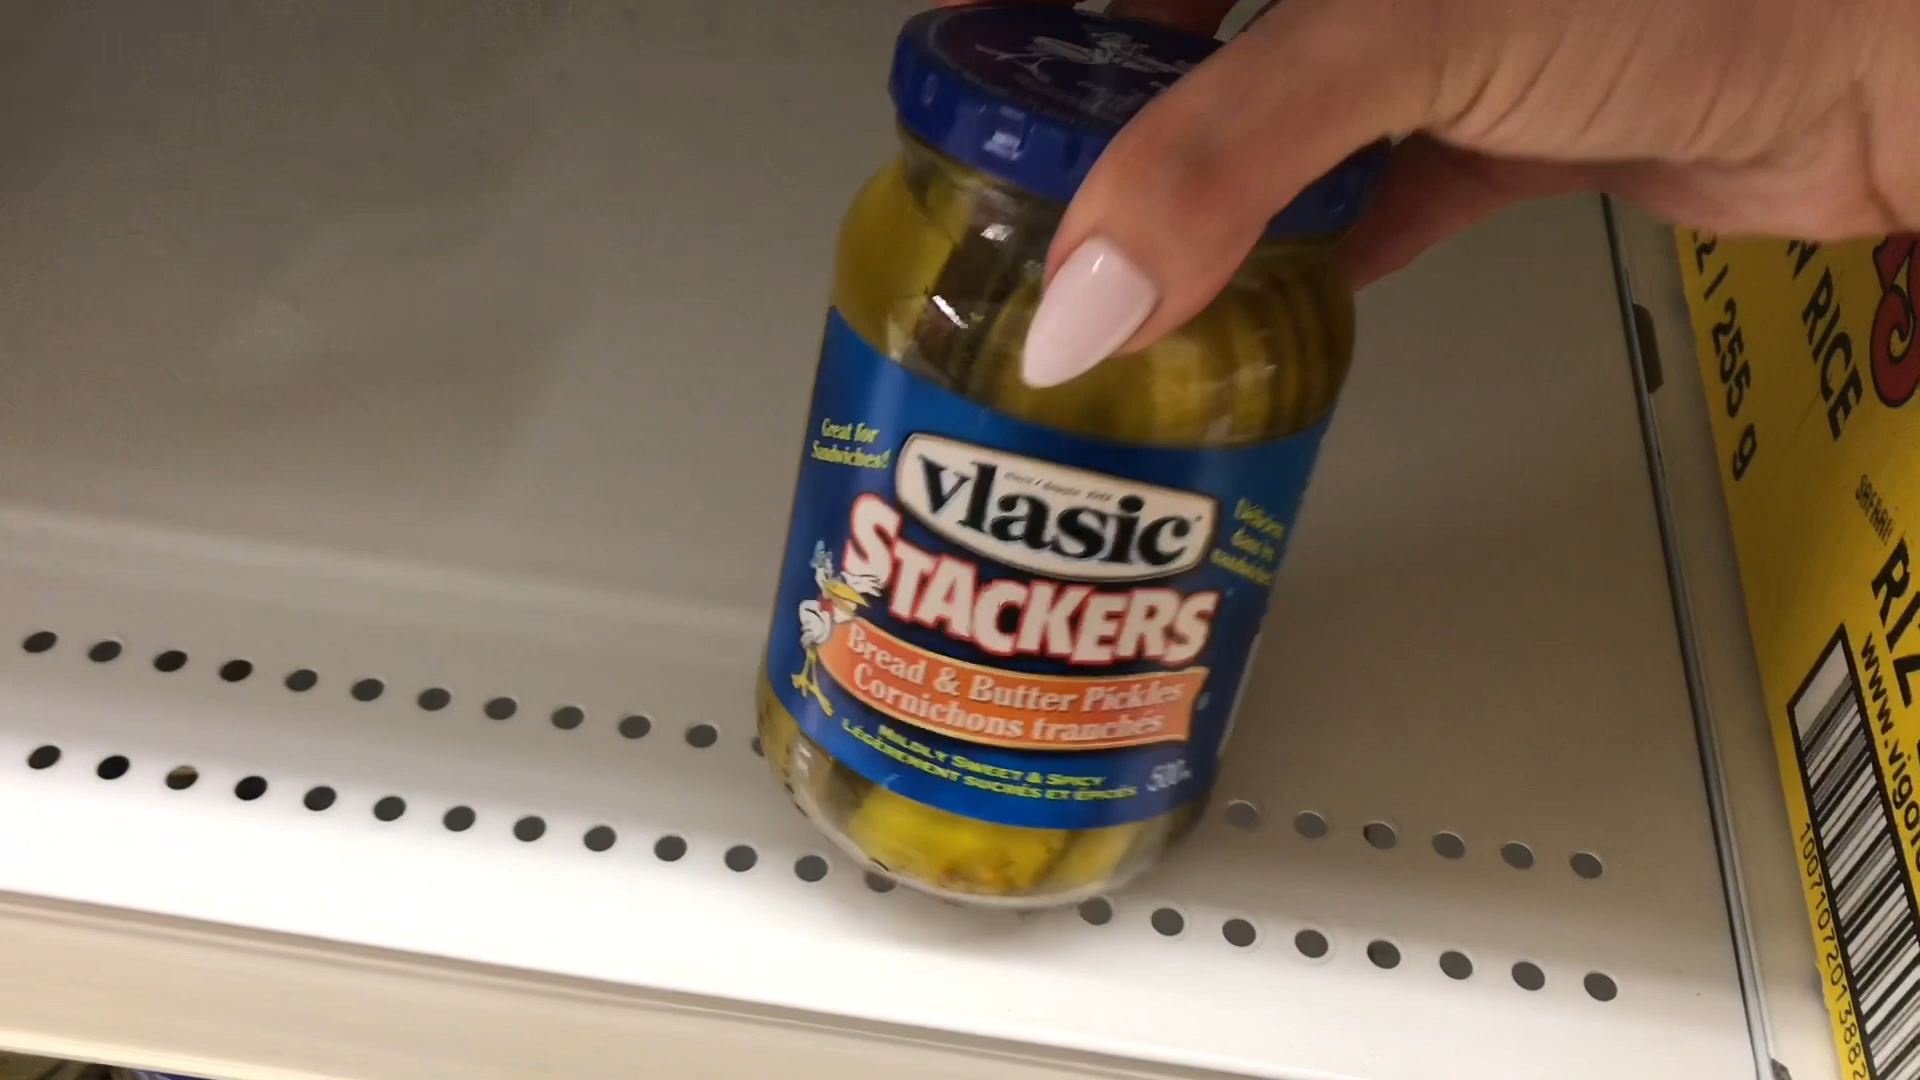 Great for
Sandwiches!
vlasic
STACKERS
Bread & Butter Pickles
Cornichons tranchés
MILDLY SWEET & SPICY
LÉGÈREMENT SUCRÉS ET ÉPICÉS
500
255 g
RICE
www.vigo